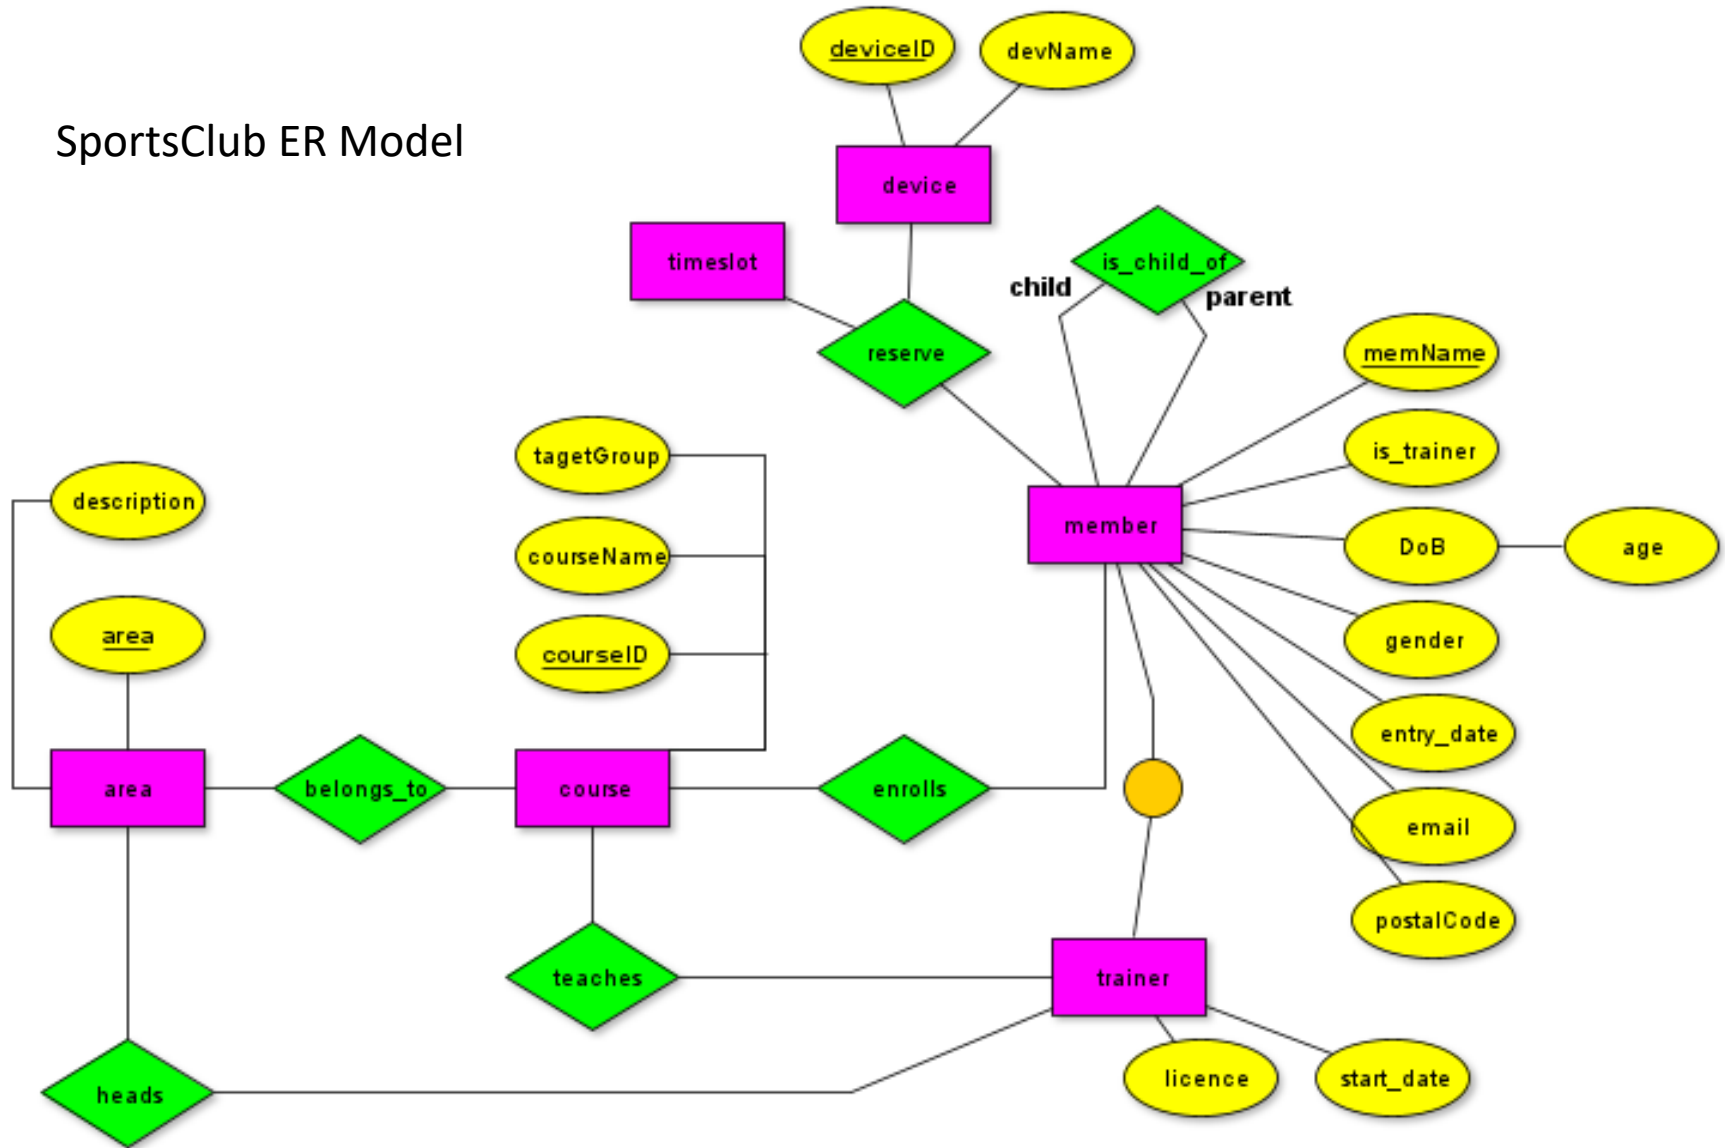 deviceID
devName
SportsClub ER Model
device
timeslot
is_child_of
child
parent
reserve
memName
tagetGroup
is_trainer
description
member
courseName
DoB
age
area
courseID
gender
entry_date
area
belongs_to
course
enrolls
email
postalCode
teaches
trainer
heads
licence
start_date